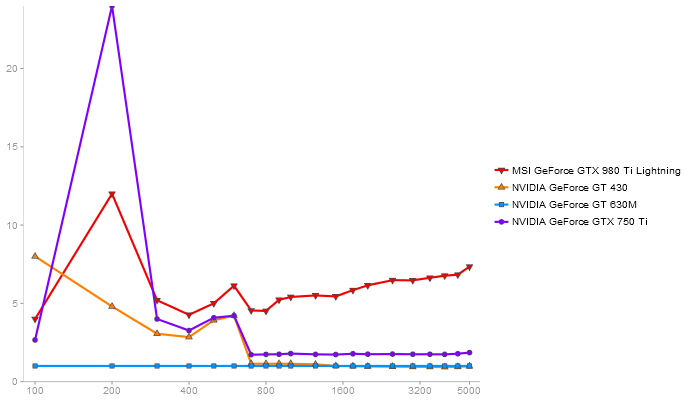 20
15
10
5
0
100 200 400 800 1600 3200 5000
MSI GeForce GTX 980 Ti Lightning
NVIDIA GeForce GT 430
NVIDIA GeForce GT 630M
NVIDIA GeForce GTX 750 Ti